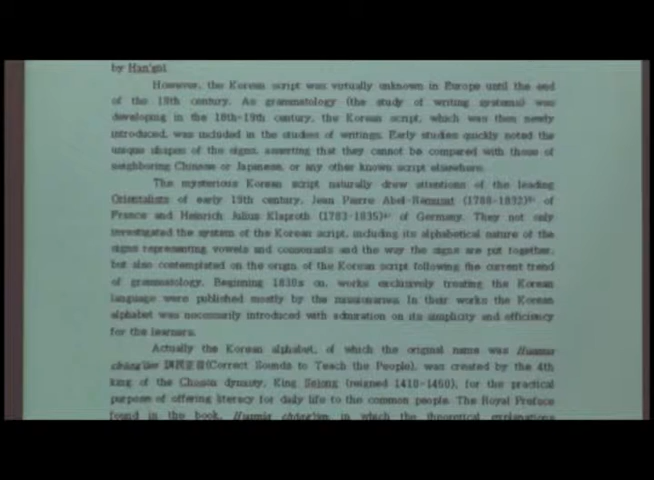 by Han'gŭl.
However, the Korean script was virtually unknown in Europe until the end
of the 18th century. As grammatology (the study of writing systems) was
developing in the 18th-19th century, the Korean script, which was then newly
introduced, was included in the studies of writings. Early studies quickly noted the
unique shapes of the signs, asserting that they cannot be compared with those of
neighboring Chinese or Japanese, or any other known script elsewhere.
The mysterious Korean script naturally drew attentions of the leading
Orientalists of early 19th century, Jean Pierre Abel-Rémusat (1788-1832) of
France and Heinrich Julius Klaproth (1783-1835) of Germany. They not only
investigated the system of the Korean script, including its alphabetical nature of the
signs representing vowels and consonants and the way the signs are put together,
but also contemplated on the origin of the Korean script following the current trend
of grammatology. Beginning 1830s on, works exclusively treating the Korean
language were published mostly by the missionaries. In their works the Korean
alphabet was necessarily introduced with admiration on its simplicity and efficiency
for the learners.
Actually the Korean alphabet, of which the original name was Hunmin
chŏng'ŭm 訓民正音(Correct Sounds to Teach the People), was created by the 4th
king of the Chosŏn dynasty, King Sejong (reigned 1418-1450), for the practical
purpose of offering literacy for daily life to the common people. The Royal Preface
found in the book, Hunmin chŏng'ŭm, in which the theoretical explanations